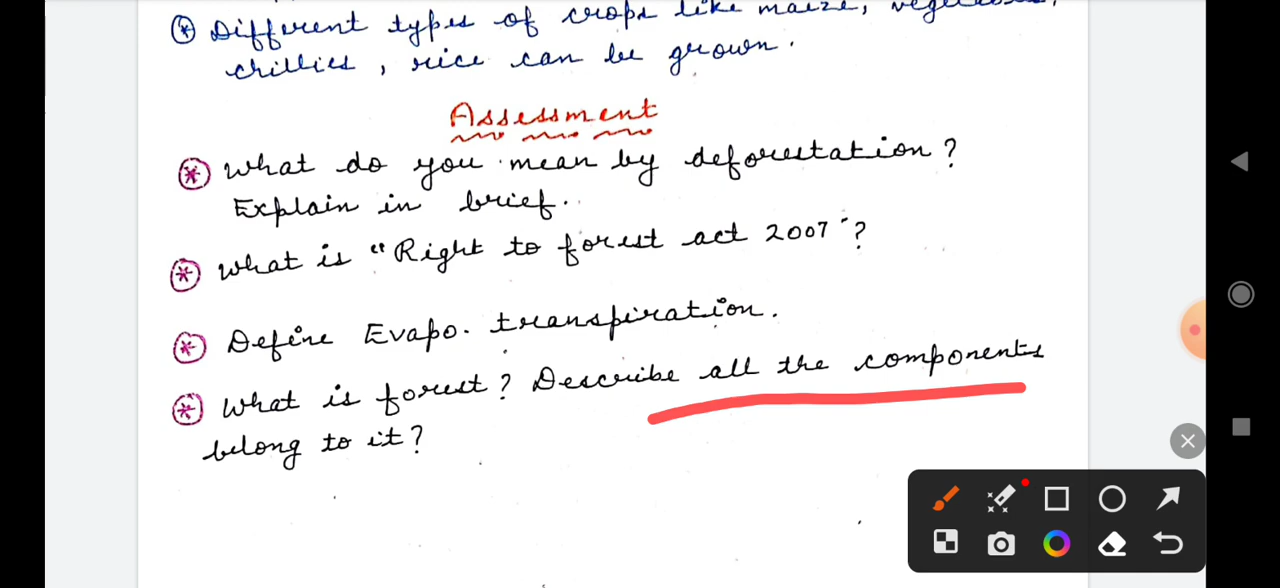 Different types of crops like maize,
chillies, rice can be grown.
Assessment
What do you mean by deforestation?
Explain in brief.
What is "Right to forest act 2007"?
Define Evapo. transpiration.
What is forest? Describe all the components
belong to it?